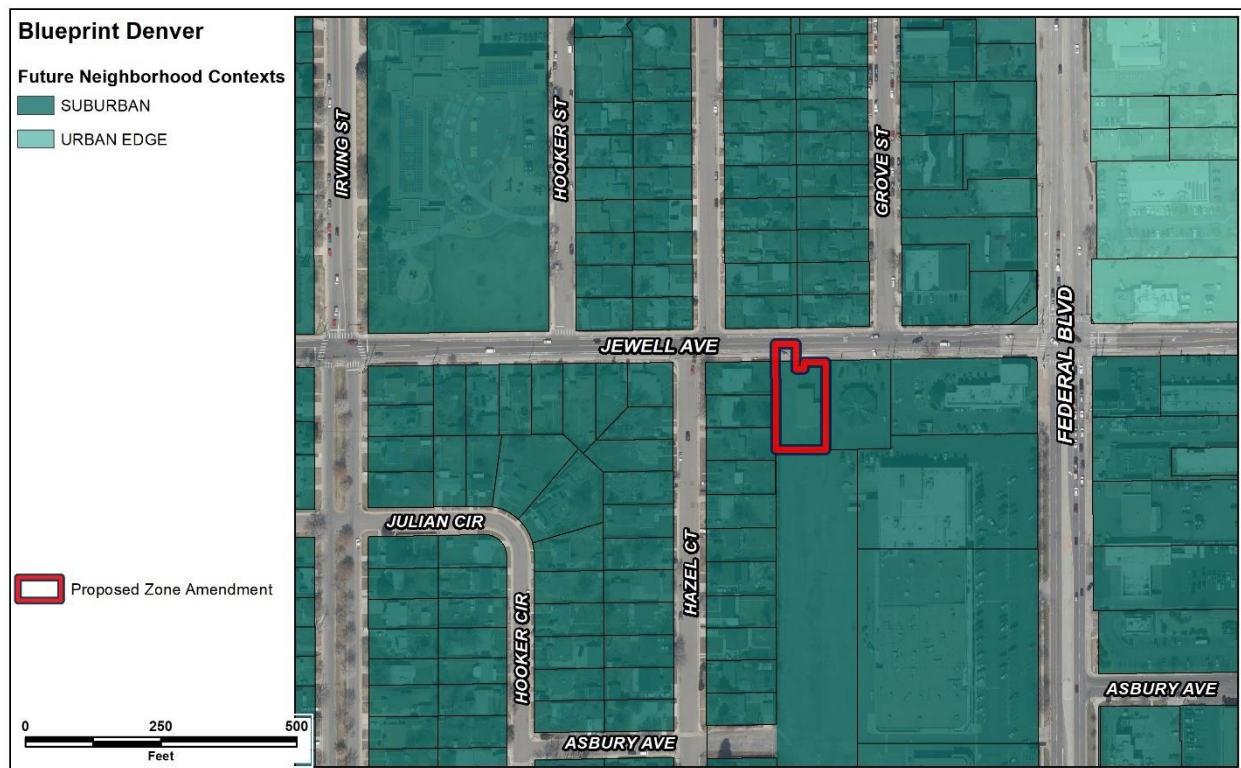 Blueprint Denver
Future Neighborhood Contexts
SUBURBAN
URBAN EDGE
IRVING ST
HOOKER ST
GROVE ST
JEWELL AVE
FEDERAL BLVD
JULIAN CIR
HOOKER CIR
HAZEL CT
Proposed Zone Amendment
ASBURY AVE
ASBURY AVE
0 250 500
Feet